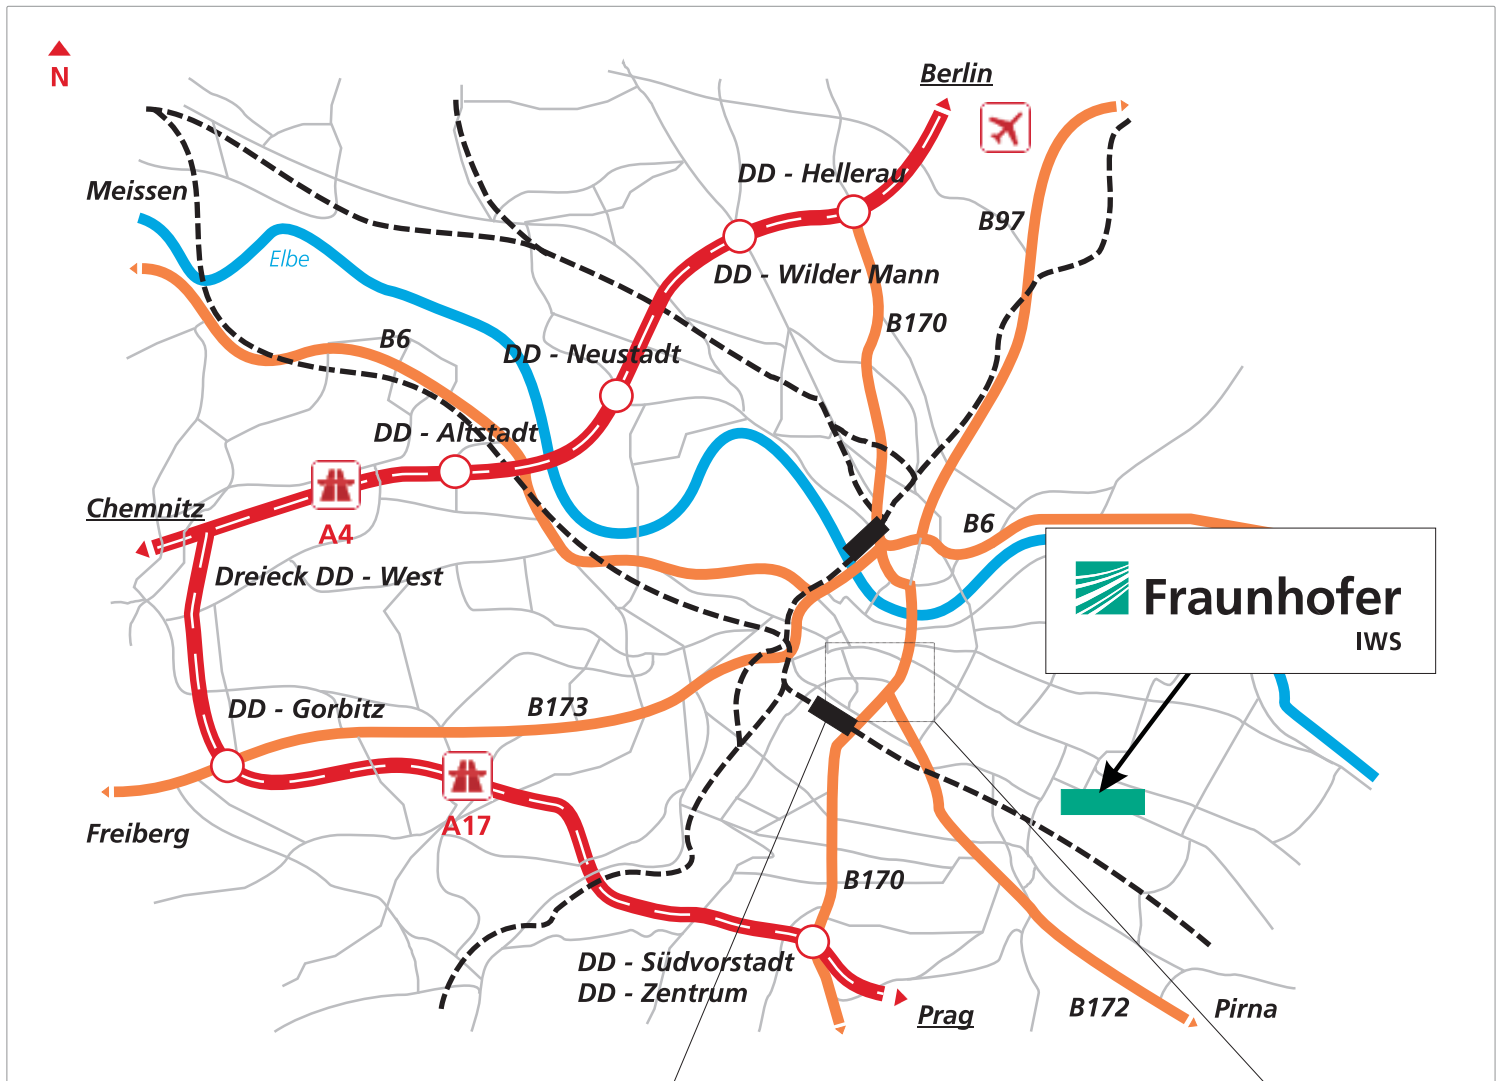 Berlin
N
DD - Hellerau
Meissen
B97
Elbe
DD - Wilder Mann
B170
B6
DD - Neustadt
DD - Altstadt
Chemnitz
A4
B6
Dreieck DD - West
Fraunhofer
IWS
DD - Gorbitz
B173
A17
Freiberg
B170
DD - Südvorstadt
DD - Zentrum
Prag
B172
Pirna